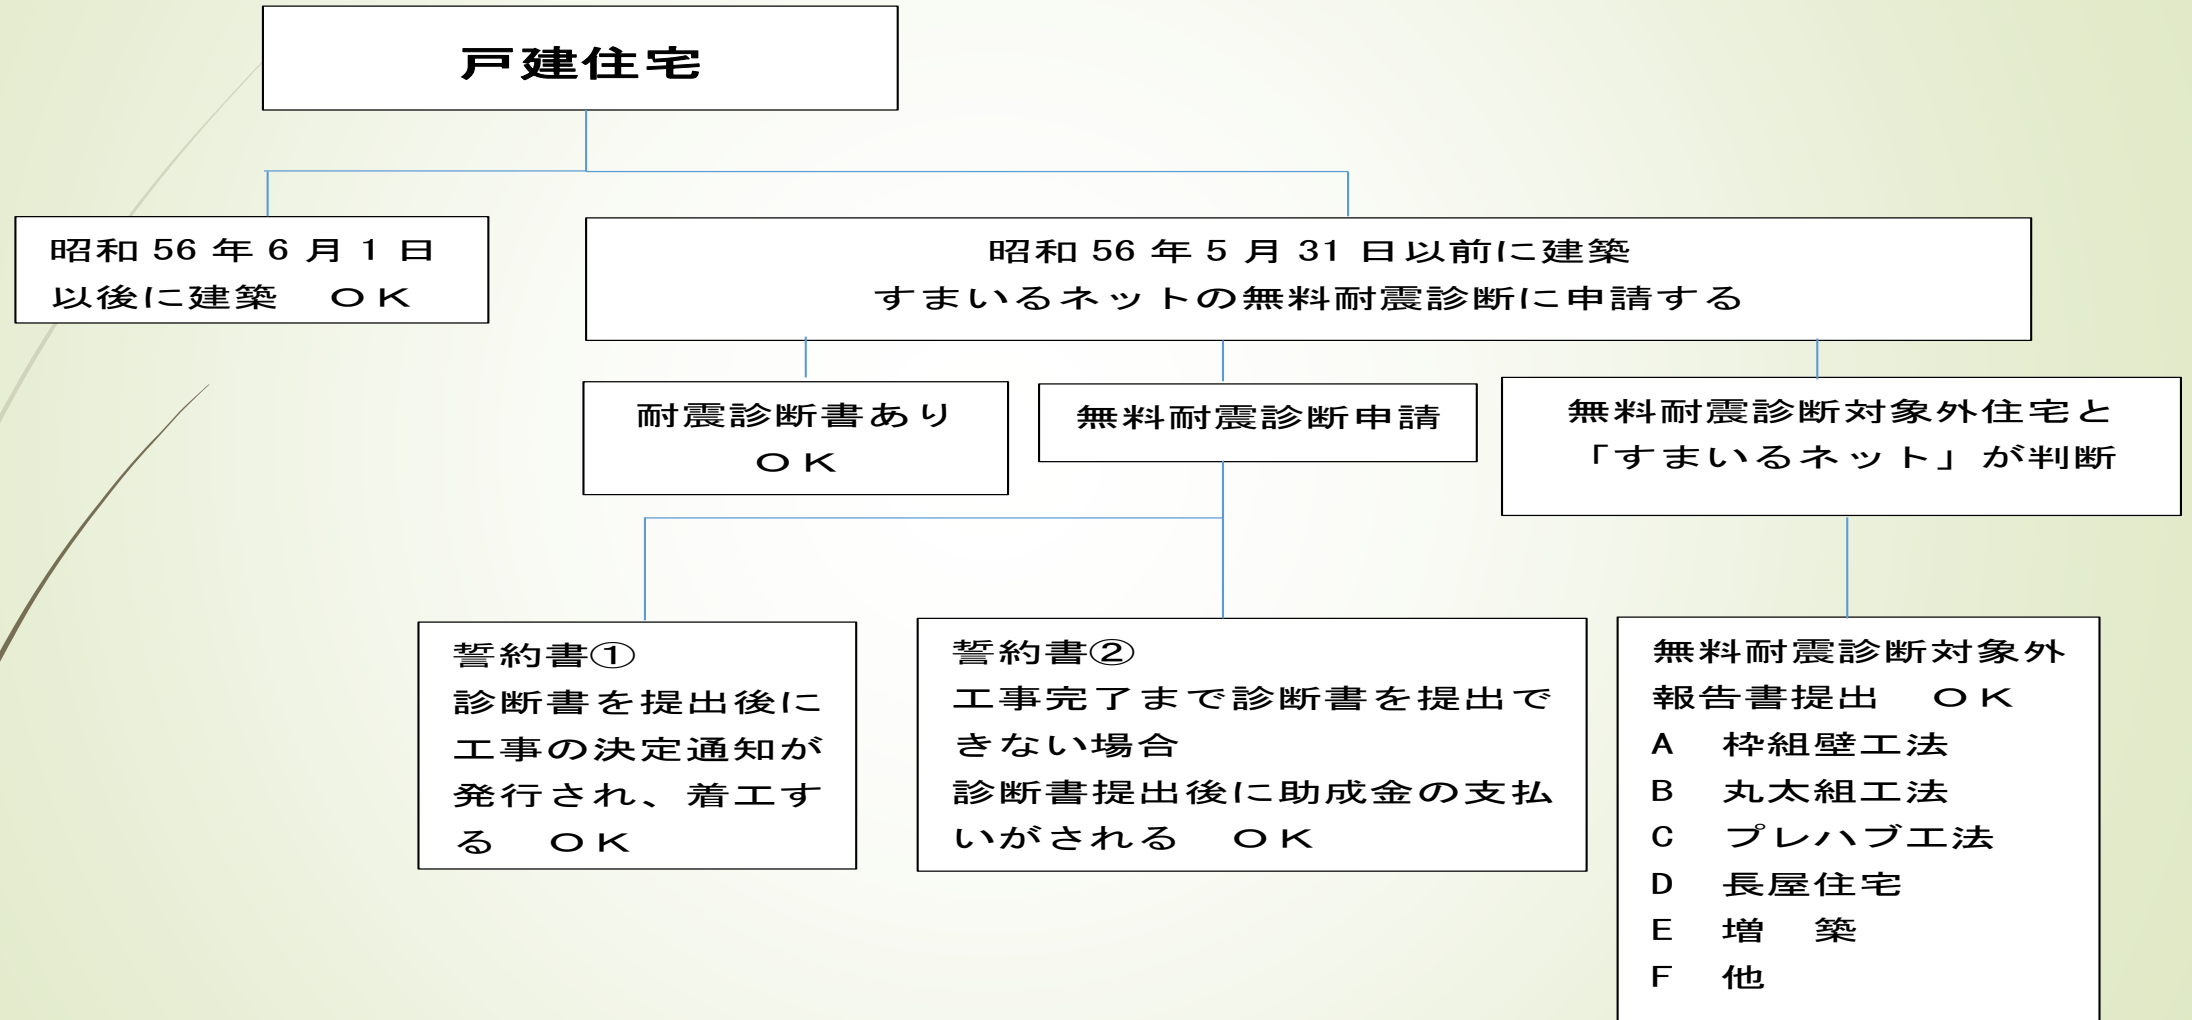 戸建住宅
昭和56年6月1日
以後に建築　OK
昭和56年5月31日以前に建築
すまいるネットの無料耐震診断に申請する
耐震診断書あり
OK
無料耐震診断申請
無料耐震診断対象外住宅と
「すまいるネット」が判断
誓約書①
診断書を提出後に
工事の決定通知が
発行され、着工す
る　OK
誓約書②
工事完了まで診断書を提出で
きない場合
診断書提出後に助成金の支払
いがされる　OK
無料耐震診断対象外
報告書提出　OK
A　枠組壁工法
B　丸太組工法
C　プレハブ工法
D　長屋住宅
E　増　築
F　他